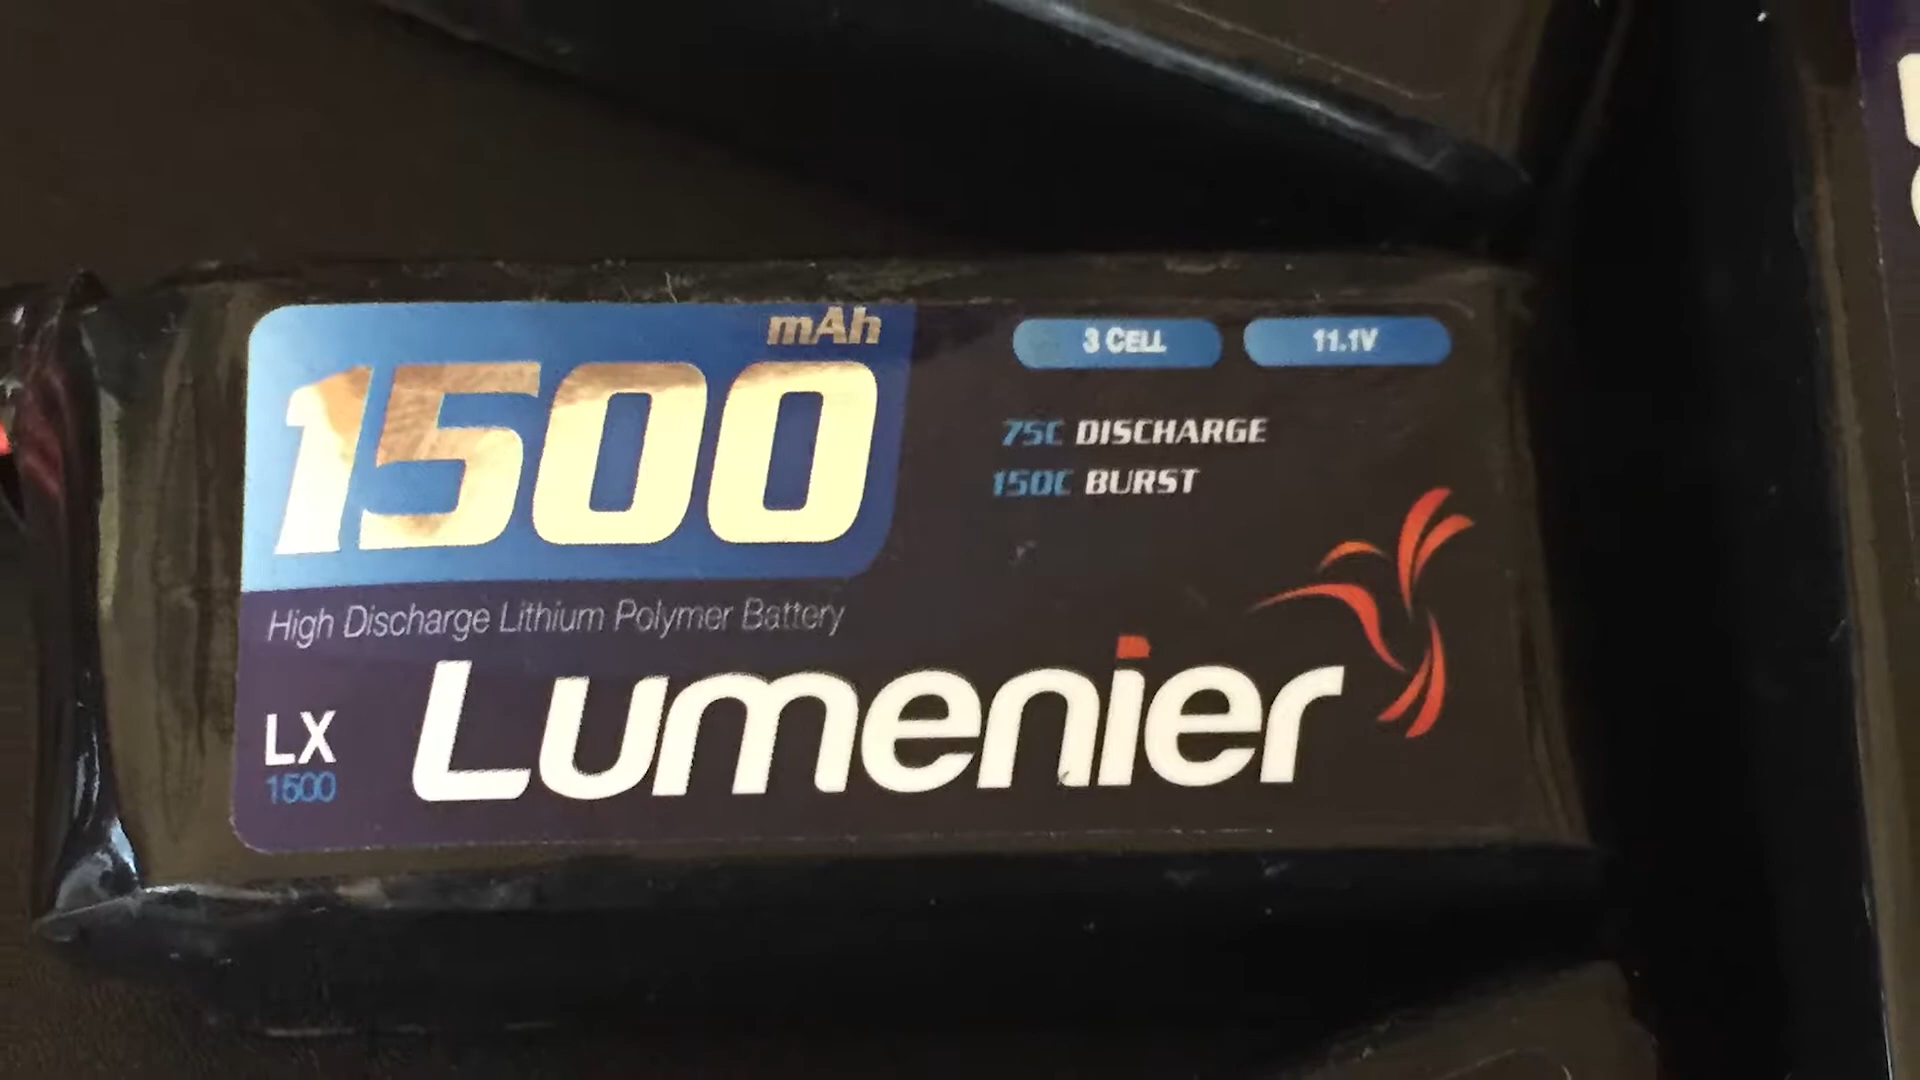 mAh
1500
3 CELL
11.1V
75C DISCHARGE
150C BURST
High Discharge Lithium Polymer Battery
LX
1500
Lumenier